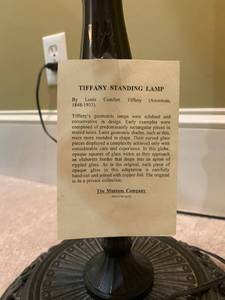 TIFFANY STANDING LAMP
By Louis Comfort Tiffany (American,
1848-1933).
Tiffany's geometric lamps were subdued and
conservative in design. Early examples were
composed of predominantly rectangular pieces in
muted tones. Later geometric shades, such as this,
were more rounded in shape. Their curved glass
pieces displayed a complexity achieved only with
considerable care and experience. In this globe,
opaque squares of glass widen as they approach
an elaborate border that drops into an apron of
rippled glass. As in the original, each piece of
opaque glass in this adaptation is carefully
hand-cut and joined with copper foil. The original
is in a private collection.
The Museum Company